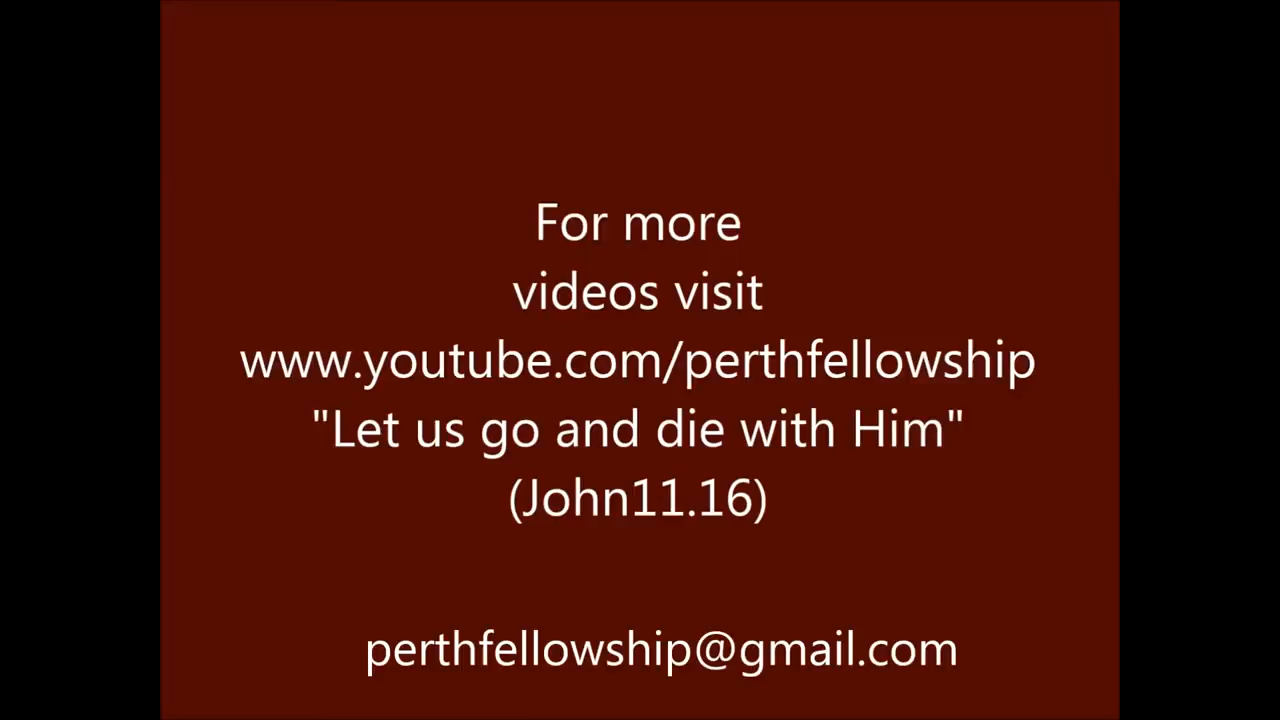 For more
videos visit
www.youtube.com/perthfellowship
"Let us go and die with Him"
(John11.16)
perthfellowship@gmail.com